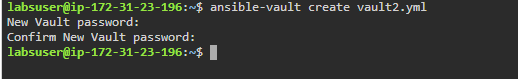 labsuser@ip-172-31-23-196:~$ ansible-vault create vault2.yml
New Vault password:
Confirm New Vault password:
labsuser@ip-172-31-23-196:~$